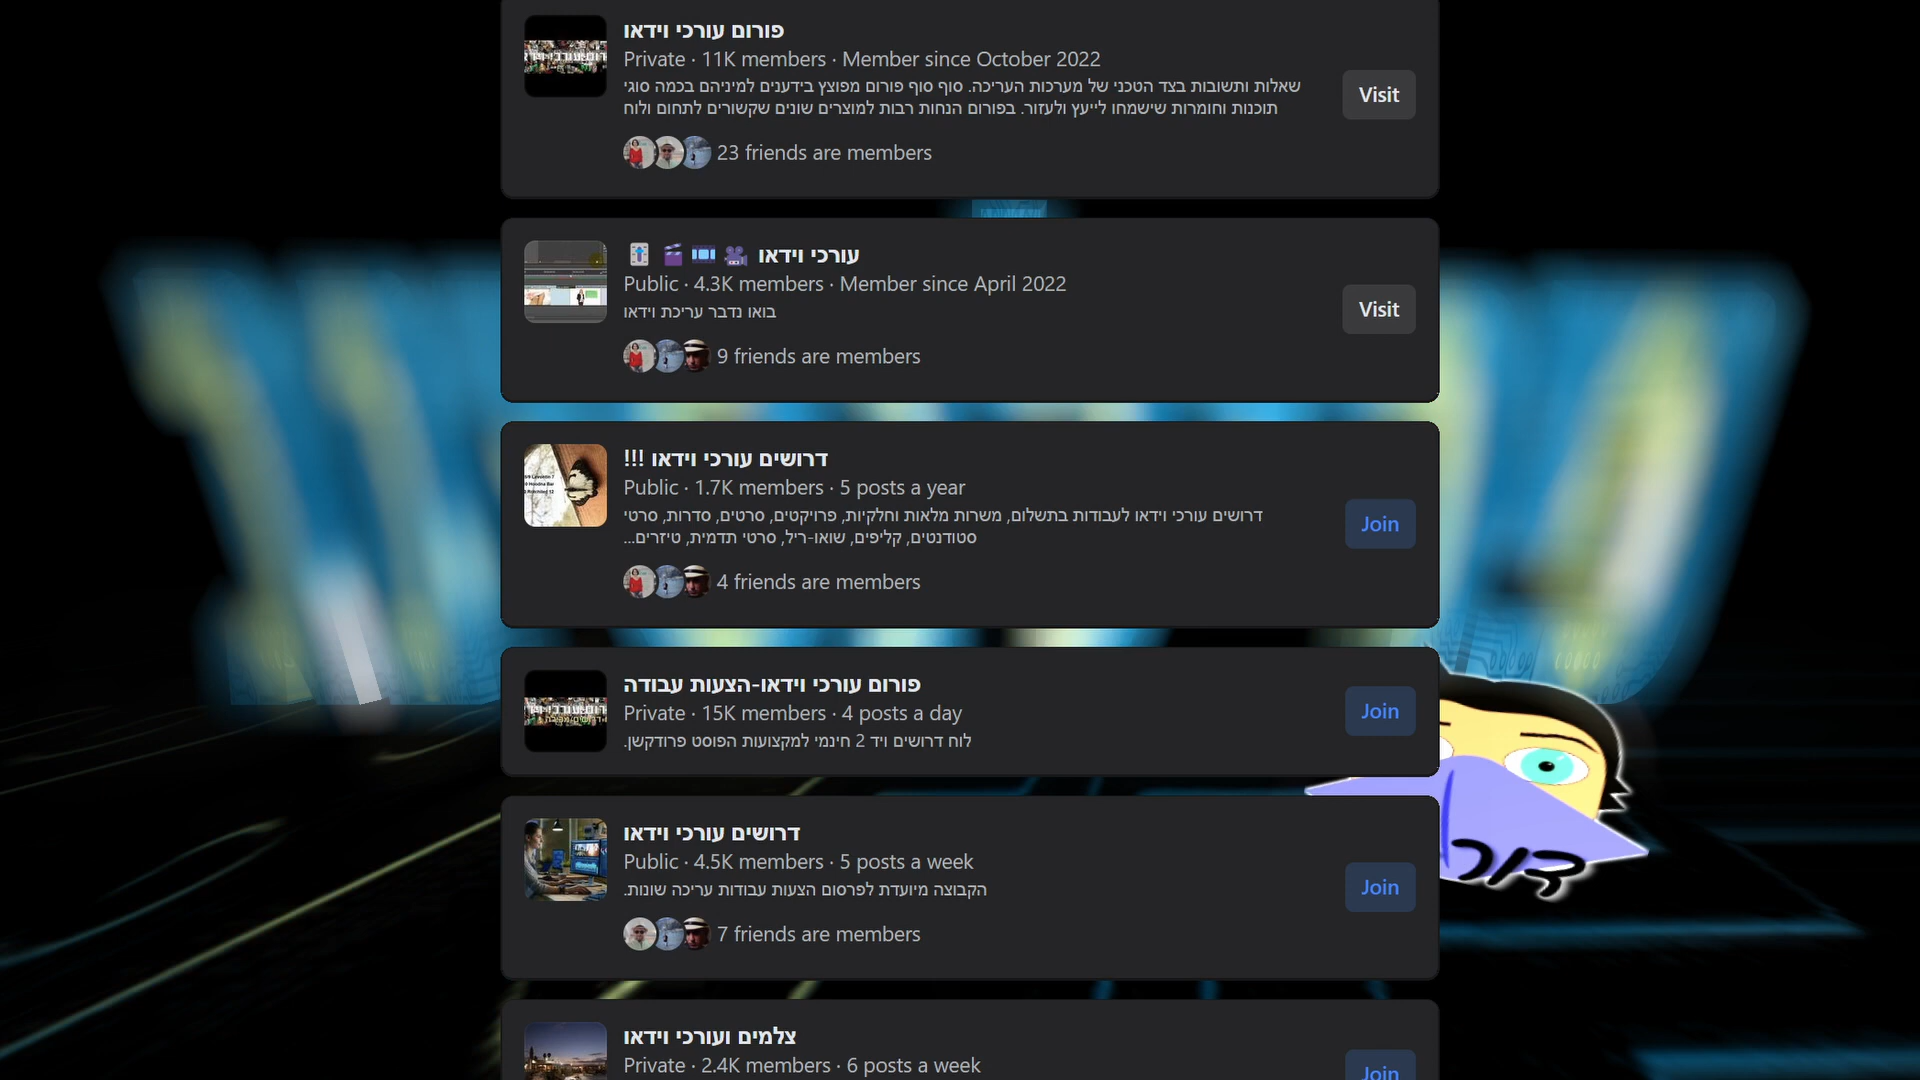 פורום עורכי וידאו
Private · 11K members · Member since October 2022
שאלות ותשובות בצד הטכני של מערכות העריכה. סוף סוף פורום מפוצץ בידענים למיניהם בכמה סוגי
תוכנות וחומרות שישמחו לייעץ ולעזור. בפורום הנחות רבות למוצרים שונים שקשורים לתחום ולוח
Visit
23 friends are members
עורכי וידאו
Public · 4.3K members · Member since April 2022
בואו נדבר עריכת וידאו
Visit
9 friends are members
דרושים עורכי וידאו !!!
Public · 1.7K members · 5 posts a year
דרושים עורכי וידאו לעבודות בתשלום, משרות מלאות וחלקיות, פרויקטים, סרטים, סדרות, סרטי
סטודנטים, קליפים, שואו-ריל, סרטי תדמית, טיזרים...
Join
4 friends are members
פורום עורכי וידאו-הצעות עבודה
Private · 15K members · 4 posts a day
לוח דרושים ויד 2 חינמי למקצועות הפוסט פרודקשן.
Join
דרושים עורכי וידאו
Public · 4.5K members · 5 posts a week
הקבוצה מיועדת לפרסום הצעות עבודות עריכה שונות.
Join
7 friends are members
דור
צלמים ועורכי וידאו
Private · 2.4K members · 6 posts a week
Join